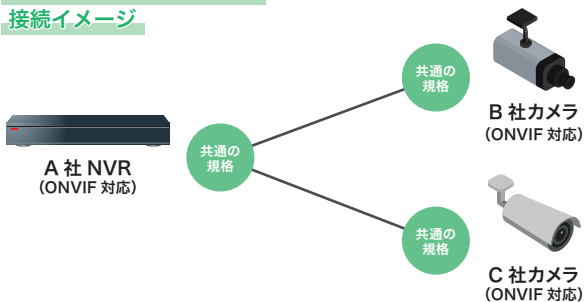 接続イメージ
共通の
規格
B 社カメラ
(ONVIF 対応)
共通の
規格
A 社 NVR
(ONVIF 対応)
共通の
規格
C 社カメラ
(ONVIF 対応)